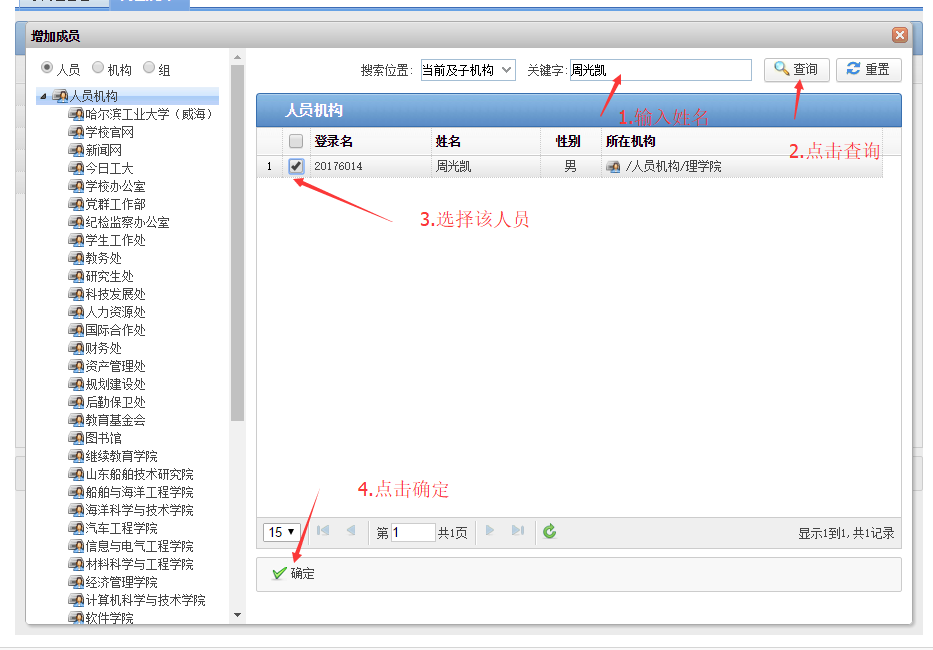 增加成员
人员 机构 组
搜索位置: 当前及子机构 关键字: 周光凯 查询 重置
1.输入姓名
2.点击查询
人员机构
哈尔滨工业大学（威海）
学校官网
新闻网
今日工大
学校办公室
党群工作部
纪检监察办公室
学生工作处
教务处
研究生处
科技发展处
人力资源处
国际合作处
财务处
资产管理处
规划建设处
后勤保卫处
教育基金会
图书馆
继续教育学院
山东船舶技术研究院
船舶与海洋工程学院
海洋科学与技术学院
汽车工程学院
信息与电气工程学院
材料科学与工程学院
经济管理学院
计算机科学与技术学院
软件学院
人员机构
登录名 姓名 性别 所在机构
1 20160014 周光凯 男 /人员机构/理学院
3.选择该人员
4.点击确定
15 第 1 共1页 显示1到1, 共1记录
确定